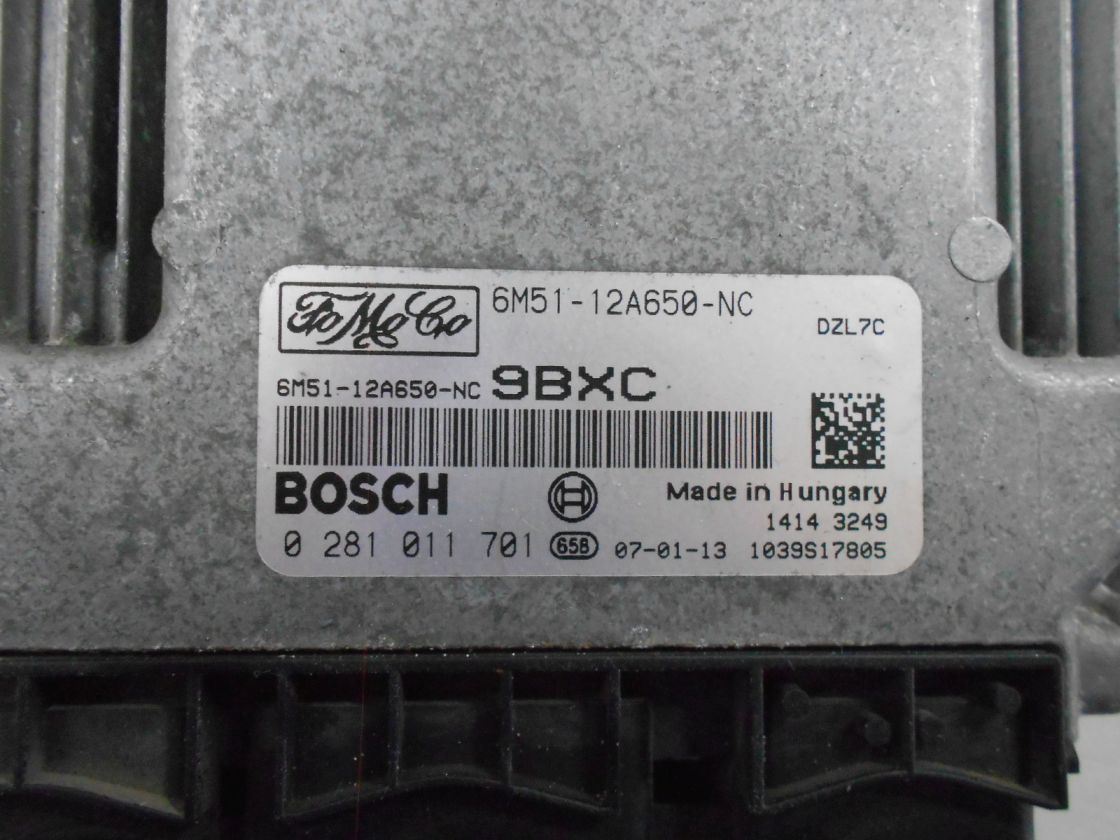 FoMoCo 6M51-12A650-NC
DZL7C
6M51-12A650-NC 9BXC
BOSCH
Made in Hungary
1414 3249
0 281 011 701 658 07-01-13 1039S17805